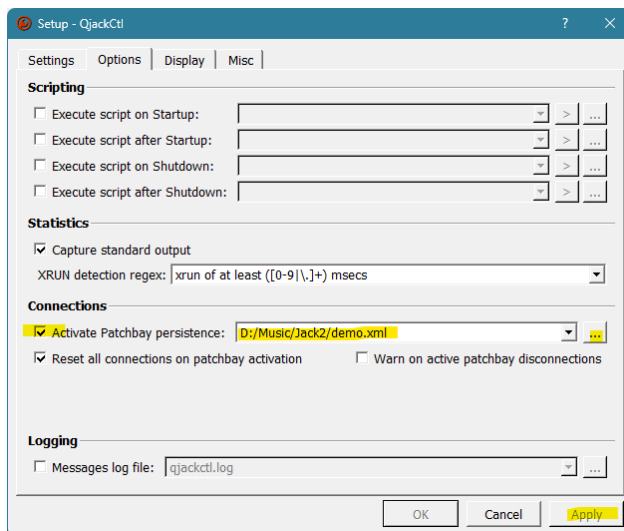 Setup - QjackCtl ?
Settings Options Display Misc
Scripting
Execute script on Startup: > ...
Execute script after Startup: > ...
Execute script on Shutdown: > ...
Execute script after Shutdown: > ...
Statistics
Capture standard output
XRUN detection regex: xrun of at least ([0-9|\.]+) msecs
Connections
Activate Patchbay persistence: D:/Music/Jack2/demo.xml ...
Reset all connections on patchbay activation Warn on active patchbay disconnections
Logging
Messages log file: qjackctl.log ...
OK Cancel Apply